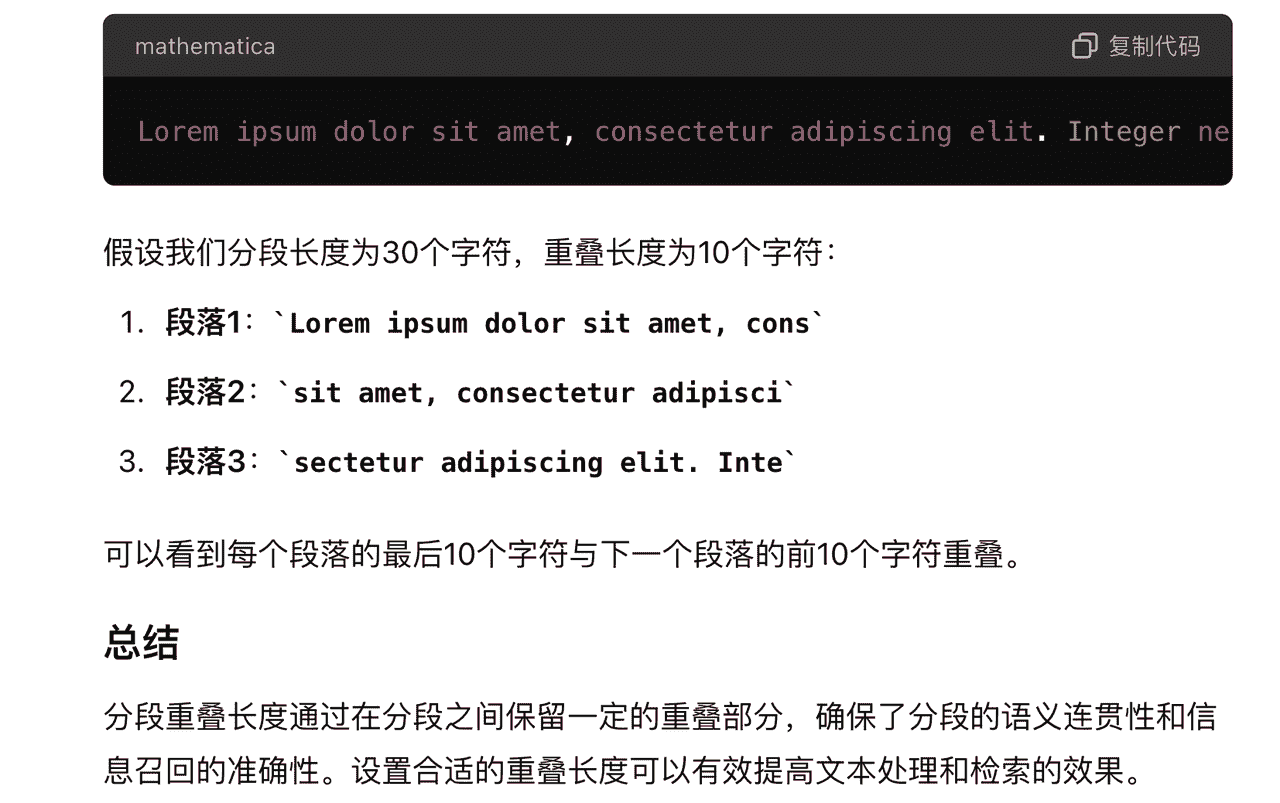 mathematica
复制代码
Lorem ipsum dolor sit amet, consectetur adipiscing elit. Integer ne
假设我们分段长度为30个字符，重叠长度为10个字符：
1. 段落1：`Lorem ipsum dolor sit amet, cons`
2. 段落2：`sit amet, consectetur adipisci`
3. 段落3：`sectetur adipiscing elit. Inte`
可以看到每个段落的最后10个字符与下一个段落的前10个字符重叠。
总结
分段重叠长度通过在分段之间保留一定的重叠部分，确保了分段的语义连贯性和信
息召回的准确性。设置合适的重叠长度可以有效提高文本处理和检索的效果。